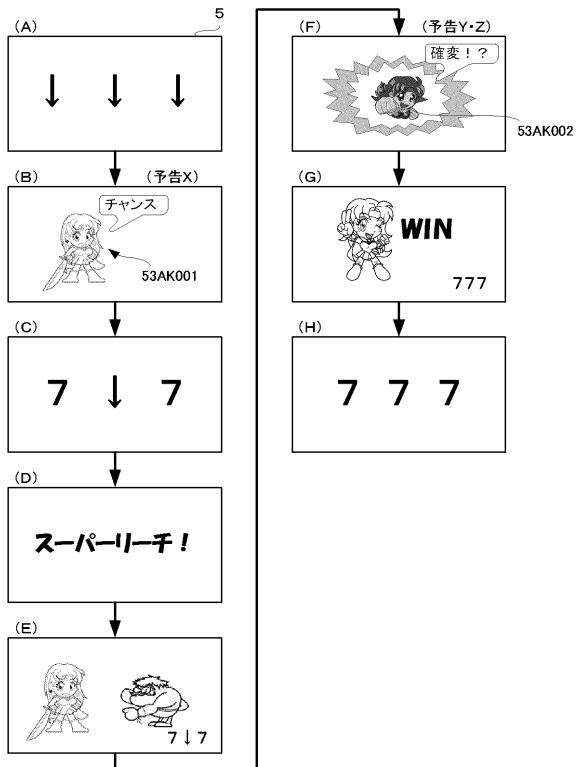 (A)
5
↓ ↓ ↓
(B) (予告X)
チャンス
53AK001
(C)
7 ↓ 7
(D)
スーパーリーチ!
(E)
7↓7
(F) (予告Y・Z)
確変!?
53AK002
(G)
WIN
777
(H)
7 7 7